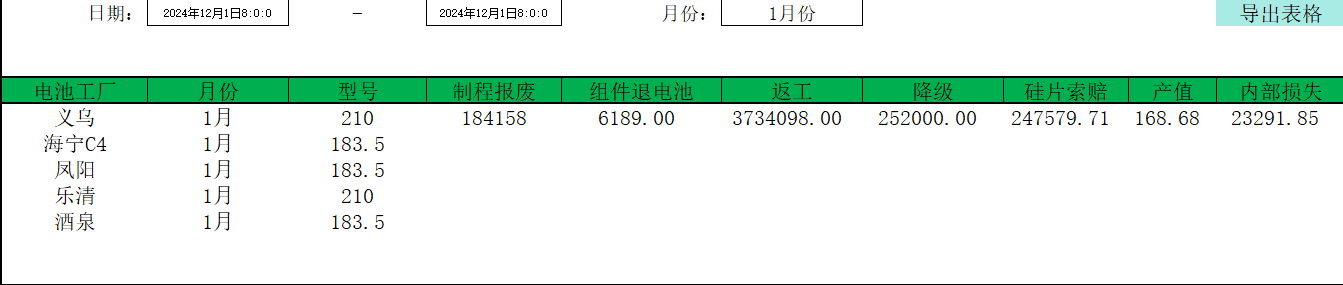 日期: 2024年12月1日8:0:0 － 2024年12月1日8:0:0 月份: 1月份 导出表格
电池工厂 月份 型号 制程报废 组件退电池 返工 降级 硅片索赔 产值 内部损失
义乌 1月 210 184158 6189.00 3734098.00 252000.00 247579.71 168.68 23291.85
海宁C4 1月 183.5
凤阳 1月 183.5
乐清 1月 210
酒泉 1月 183.5